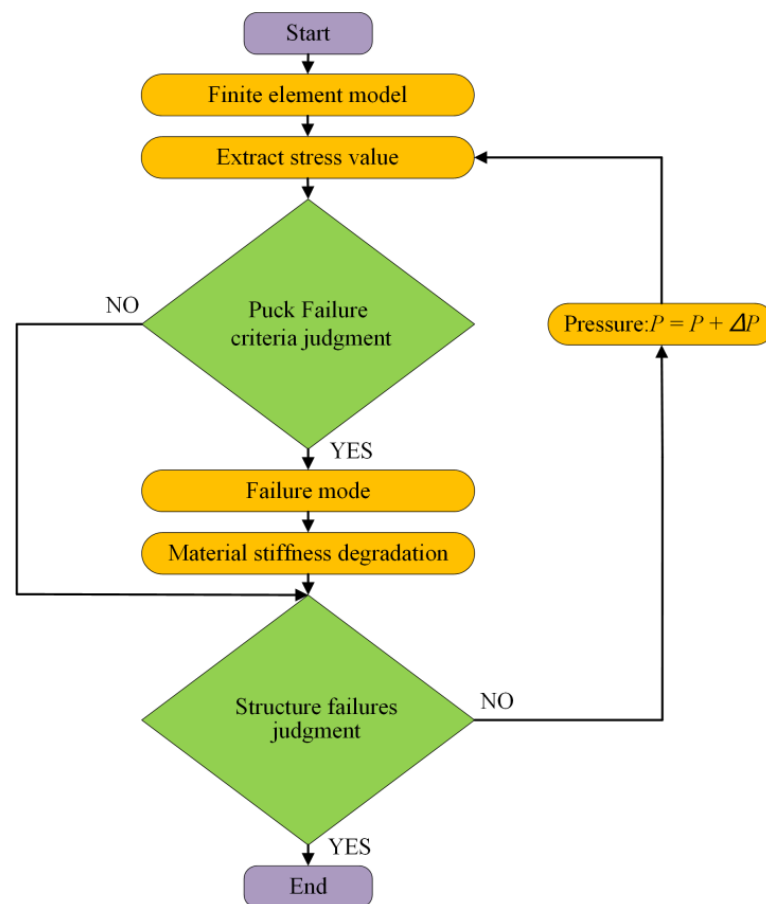 Start
Finite element model
Extract stress value
NO
Puck Failure
criteria judgment
Pressure:P = P + ΔP
YES
Failure mode
Material stiffness degradation
Structure failures
judgment
NO
YES
End